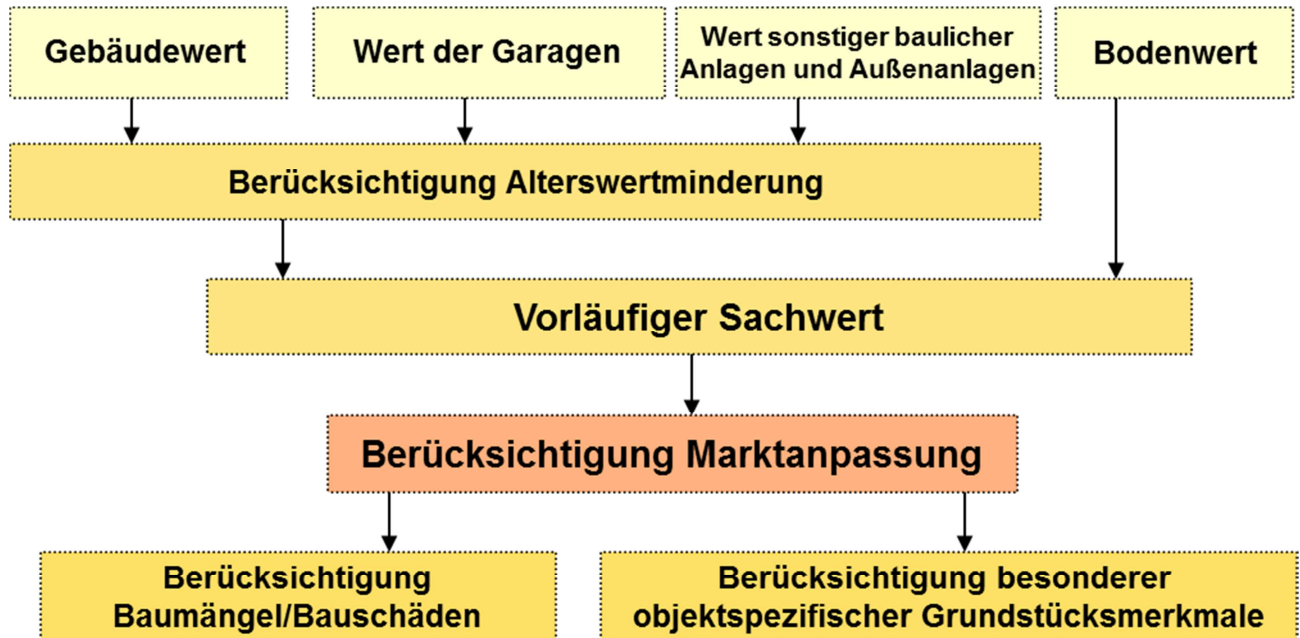 Gebäudewert
Wert der Garagen
Wert sonstiger baulicher
Anlagen und Außenanlagen
Bodenwert
Berücksichtigung Alterswertminderung
Vorläufiger Sachwert
Berücksichtigung Marktanpassung
Berücksichtigung
Baumängel/Bauschäden
Berücksichtigung besonderer
objektspezifischer Grundstücksmerkmale